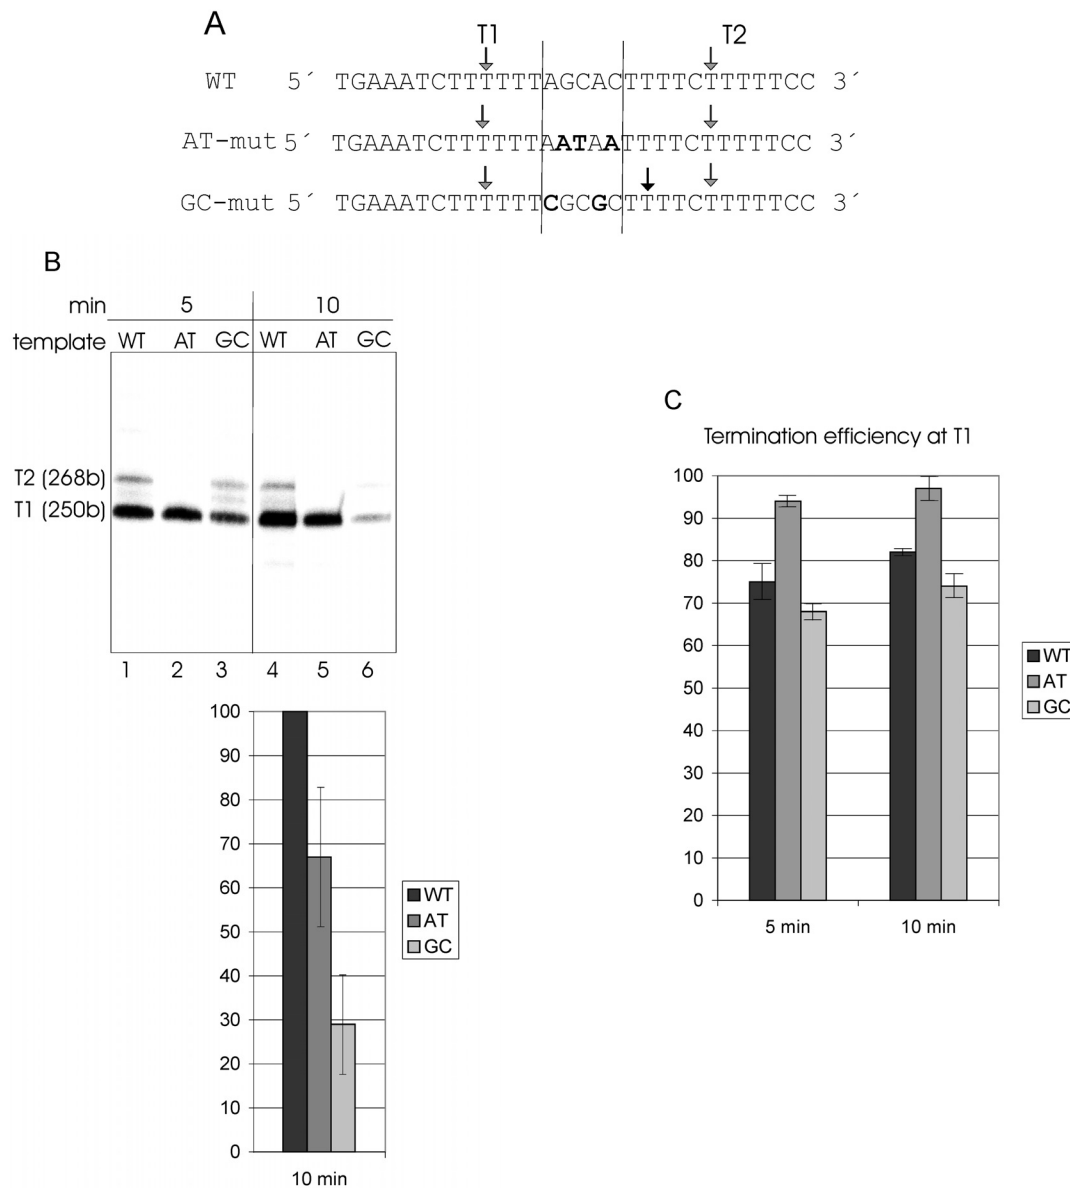 A
T1 T2
WT 5´ TGAAATCTTTTTTAGCACTTTTCTTTTTCC 3´
AT-mut 5´ TGAAATCTTTTTTAATAATTTTCTTTTTCC 3´
GC-mut 5´ TGAAATCTTTTTTCGCGCTTTTCTTTTTCC 3´
B
min 5 10
template WT AT GC WT AT GC
T2 (268b)
T1 (250b)
1 2 3 4 5 6
100
90
80
70
60
50
40
30
20
10
0
10 min
WT
AT
GC
C
Termination efficiency at T1
100
90
80
70
60
50
40
30
20
10
0
5 min 10 min
WT
AT
GC